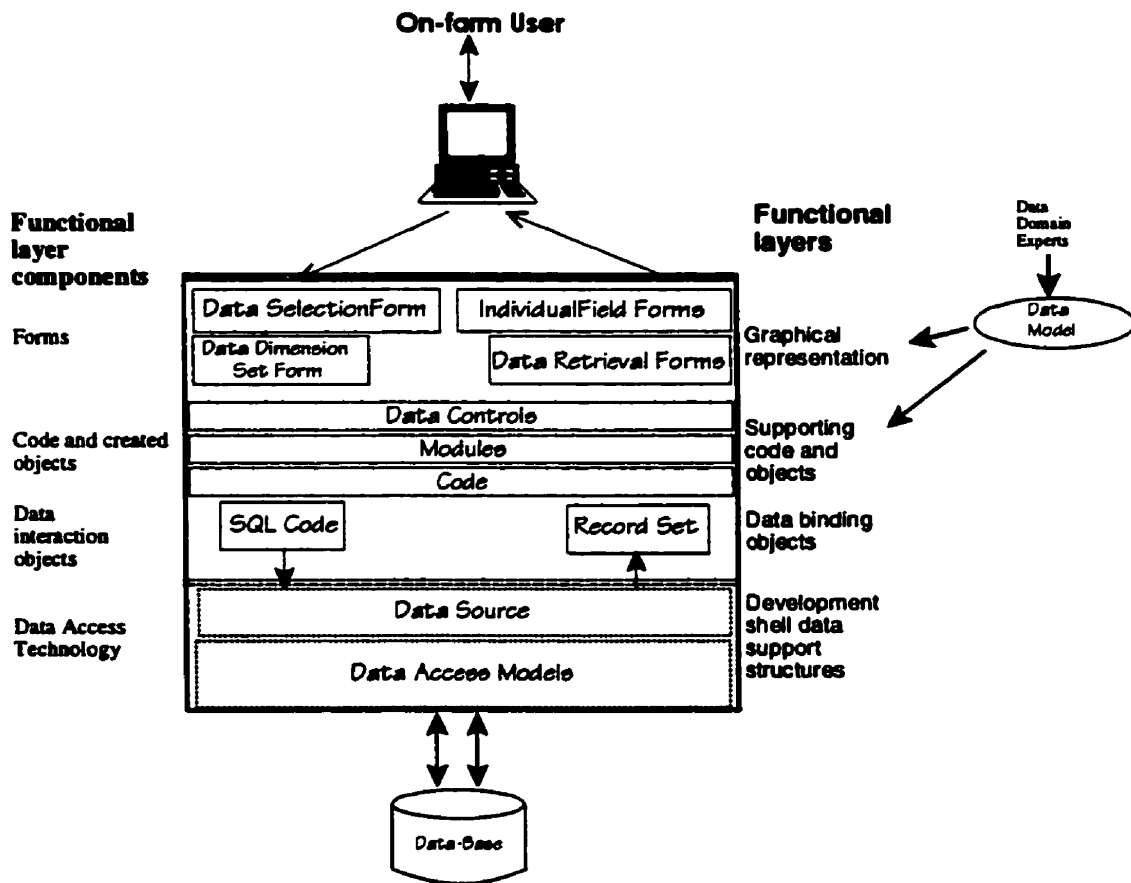 On-farm User
Functional
layer
components
Functional
layers
Data
Domain
Experts
Data
Model
Forms
Data SelectionForm
IndividualField Forms
Data Dimension
Set Form
Data Retrieval Forms
Graphical
representation
Code and created
objects
Data Controls
Modules
Code
Supporting
code and
objects
Data
interaction
objects
SQL Code
Record Set
Data binding
objects
Data Access
Technology
Data Source
Data Access Models
Development
shell data
support
structures
Data-Base